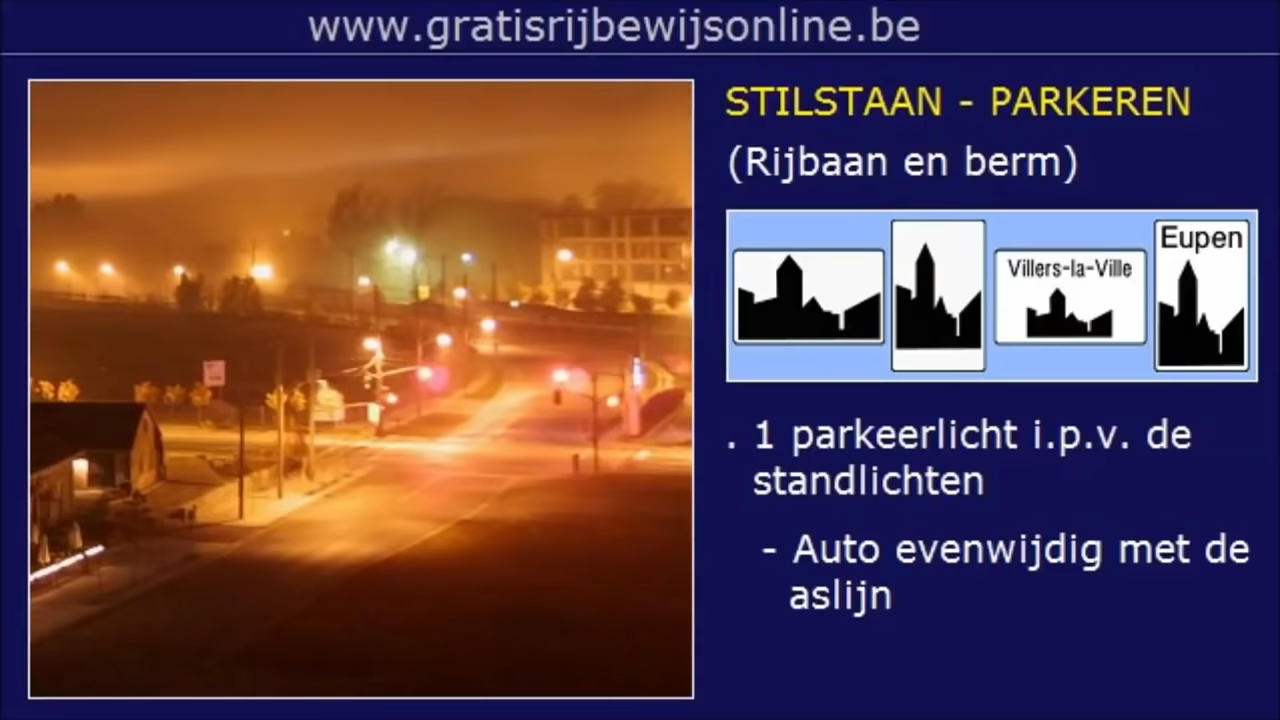 www.gratisrijbewijsonline.be
STILSTAAN - PARKEREN
(Rijbaan en berm)
Villers-la-Ville
Eupen
. 1 parkeerlicht i.p.v. de
standlichten
- Auto evenwijdig met de
aslijn